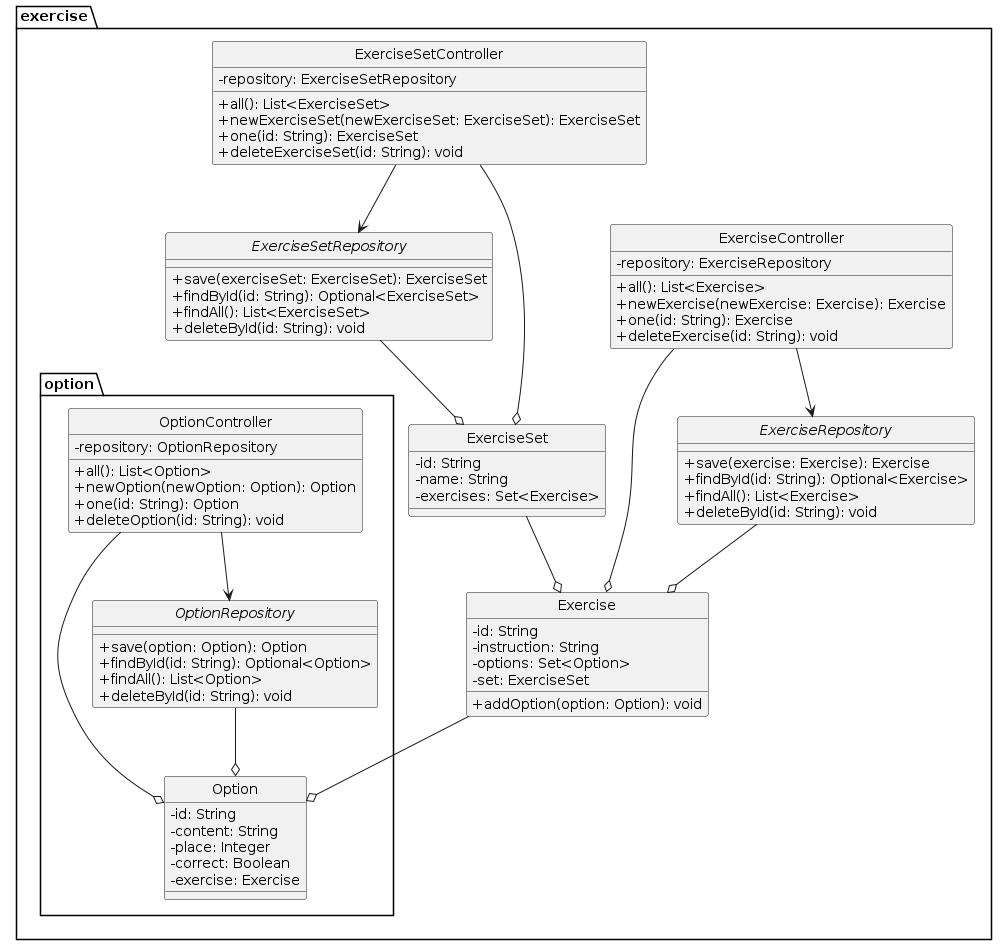 exercise
ExerciseSetController
-repository: ExerciseSetRepository
+all(): List<ExerciseSet>
+newExerciseSet(newExerciseSet: ExerciseSet): ExerciseSet
+one(id: String): ExerciseSet
+deleteExerciseSet(id: String): void
ExerciseSetRepository
+save(exerciseSet: ExerciseSet): ExerciseSet
+findById(id: String): Optional<ExerciseSet>
+findAll(): List<ExerciseSet>
+deleteById(id: String): void
ExerciseController
-repository: ExerciseRepository
+all(): List<Exercise>
+newExercise(newExercise: Exercise): Exercise
+one(id: String): Exercise
+deleteExercise(id: String): void
option
OptionController
-repository: OptionRepository
+all(): List<Option>
+newOption(newOption: Option): Option
+one(id: String): Option
+deleteOption(id: String): void
ExerciseSet
-id: String
-name: String
-exercises: Set<Exercise>
ExerciseRepository
+save(exercise: Exercise): Exercise
+findById(id: String): Optional<Exercise>
+findAll(): List<Exercise>
+deleteById(id: String): void
OptionRepository
+save(option: Option): Option
+findById(id: String): Optional<Option>
+findAll(): List<Option>
+deleteById(id: String): void
Exercise
-id: String
-instruction: String
-options: Set<Option>
-set: ExerciseSet
+addOption(option: Option): void
Option
-id: String
-content: String
-place: Integer
-correct: Boolean
-exercise: Exercise